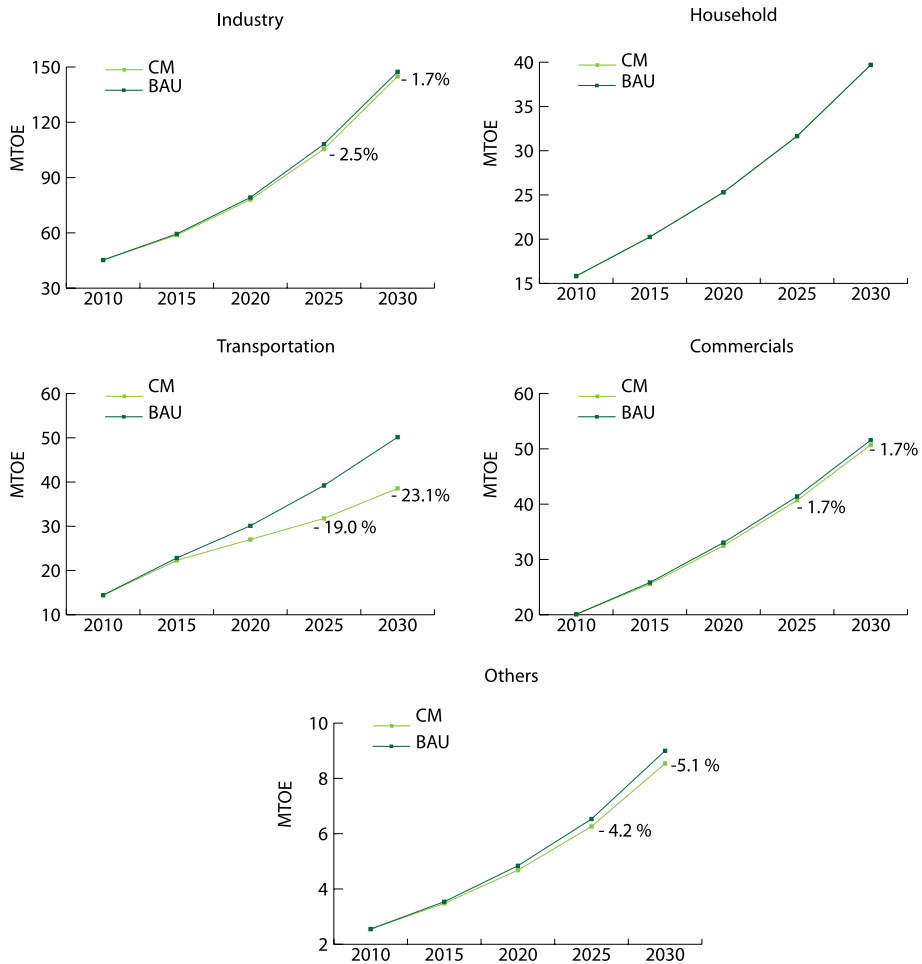 Industry
CM
BAU
MTOE
150
120
90
60
30
- 1.7%
- 2.5%
2010 2015 2020 2025 2030
Household
CM
BAU
MTOE
40
35
30
25
20
15
2010 2015 2020 2025 2030
Transportation
CM
BAU
MTOE
60
50
40
30
20
10
- 23.1%
- 19.0 %
2010 2015 2020 2025 2030
Commercials
CM
BAU
MTOE
60
50
40
30
20
- 1.7%
- 1.7%
2010 2015 2020 2025 2030
Others
CM
BAU
MTOE
10
8
6
4
2
-5.1 %
- 4.2 %
2010 2015 2020 2025 2030